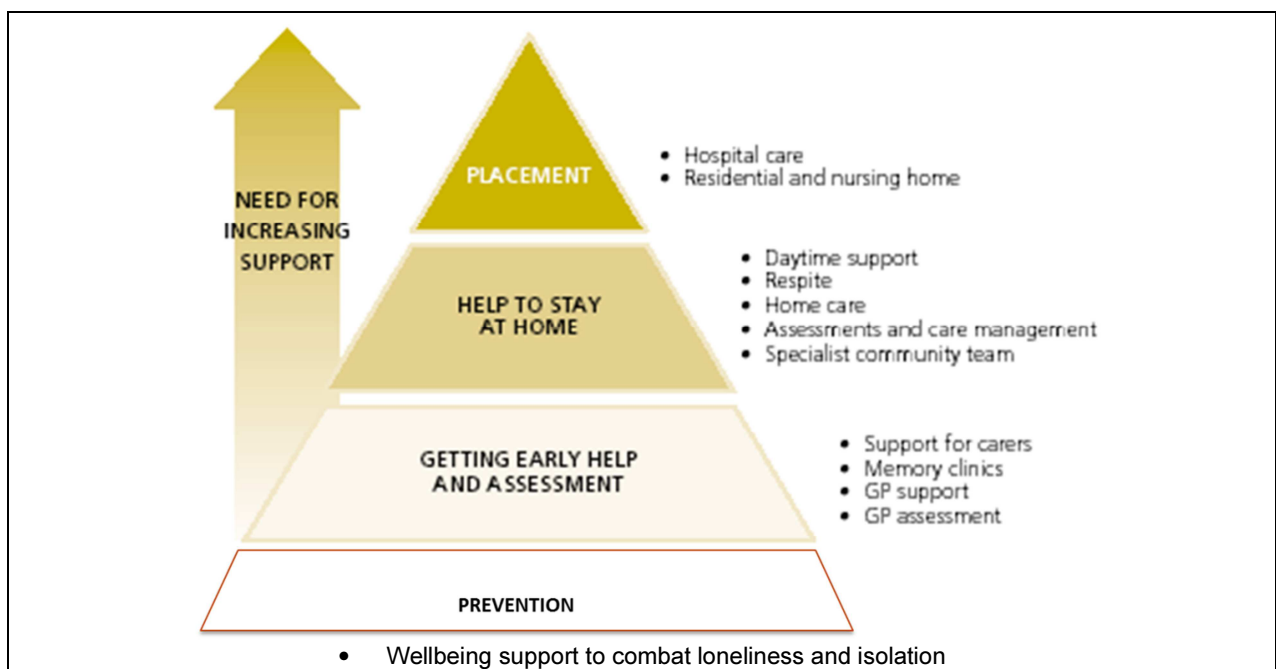 NEED FOR
INCREASING
SUPPORT
PLACEMENT
• Hospital care
• Residential and nursing home
HELP TO STAY
AT HOME
• Daytime support
• Respite
• Home care
• Assessments and care management
• Specialist community team
GETTING EARLY HELP
AND ASSESSMENT
• Support for carers
• Memory clinics
• GP support
• GP assessment
PREVENTION
• Wellbeing support to combat loneliness and isolation